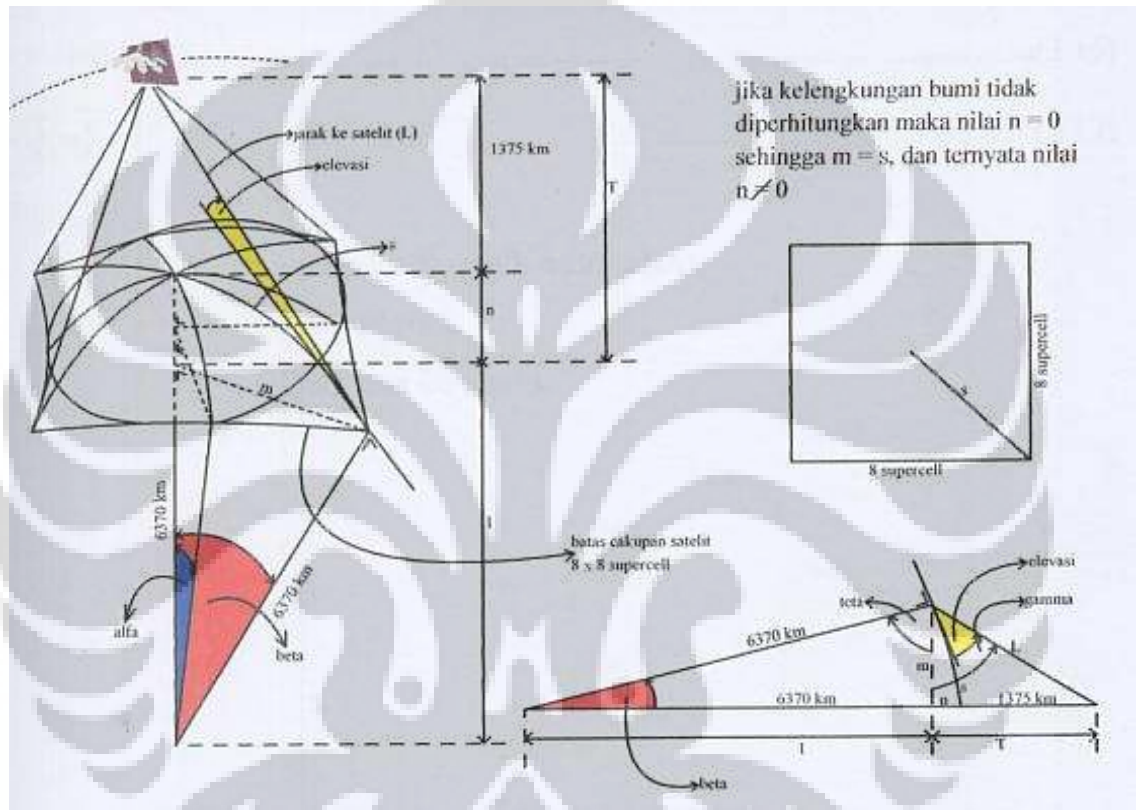 jika kelengkungan bumi tidak
diperhitungkan maka nilai n = 0
sehingga m = s, dan ternyata nilai
n ≠ 0
jarak ke satelit (L)
elevasi
1375 km
T
s
n
m
8 supercell
s
8 supercell
6370 km
l
batas cakupan satelit
8 x 8 supercell
6370 km
alfa
beta
elevasi
teta
gamma
6370 km
m
L
6370 km
n
s
1375 km
l
T
beta